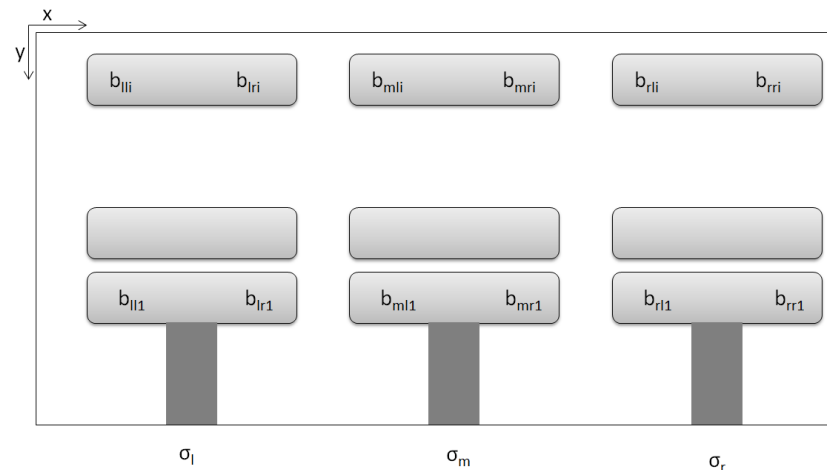 x
y
b_lli b_lri b_mli b_mri b_rli b_rri
b_ll1 b_lr1 b_ml1 b_mr1 b_rl1 b_rr1
σ_l σ_m σ_r